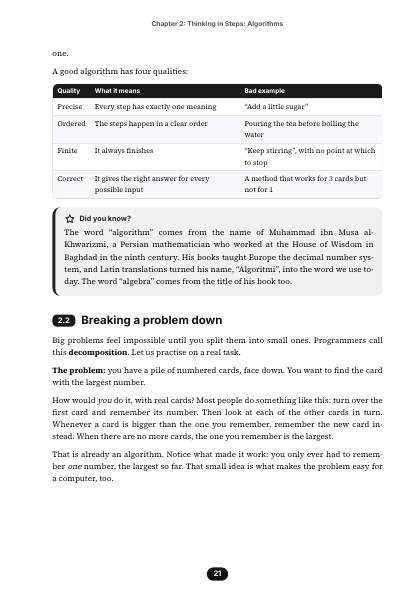 Chapter 2: Thinking in Steps: Algorithms
one.
A good algorithm has four qualities:
Quality What it means Bad example
Precise Every step has exactly one meaning “Add a little sugar”
Ordered The steps happen in a clear order Pouring the tea before boiling the
water
Finite It always finishes “Keep stirring”, with no point at which
to stop
Correct It gives the right answer for every A method that works for 3 cards but
possible input not for 1
Did you know?
The word “algorithm” comes from the name of Muhammad ibn Musa al-
Khwarizmi, a Persian mathematician who worked at the House of Wisdom in
Baghdad in the ninth century. His books taught Europe the decimal number sys-
tem, and Latin translations turned his name, “Algoritmi”, into the word we use to-
day. The word “algebra” comes from the title of his book too.
2.2 Breaking a problem down
Big problems feel impossible until you split them into small ones. Programmers call
this decomposition. Let us practise on a real task.
The problem: you have a pile of numbered cards, face down. You want to find the card
with the largest number.
How would you do it, with real cards? Most people do something like this: turn over the
first card and remember its number. Then look at each of the other cards in turn.
Whenever a card is bigger than the one you remember, remember the new card in-
stead. When there are no more cards, the one you remember is the largest.
That is already an algorithm. Notice what made it work: you only ever had to remem-
ber one number, the largest so far. That small idea is what makes the problem easy for
a computer, too.
21